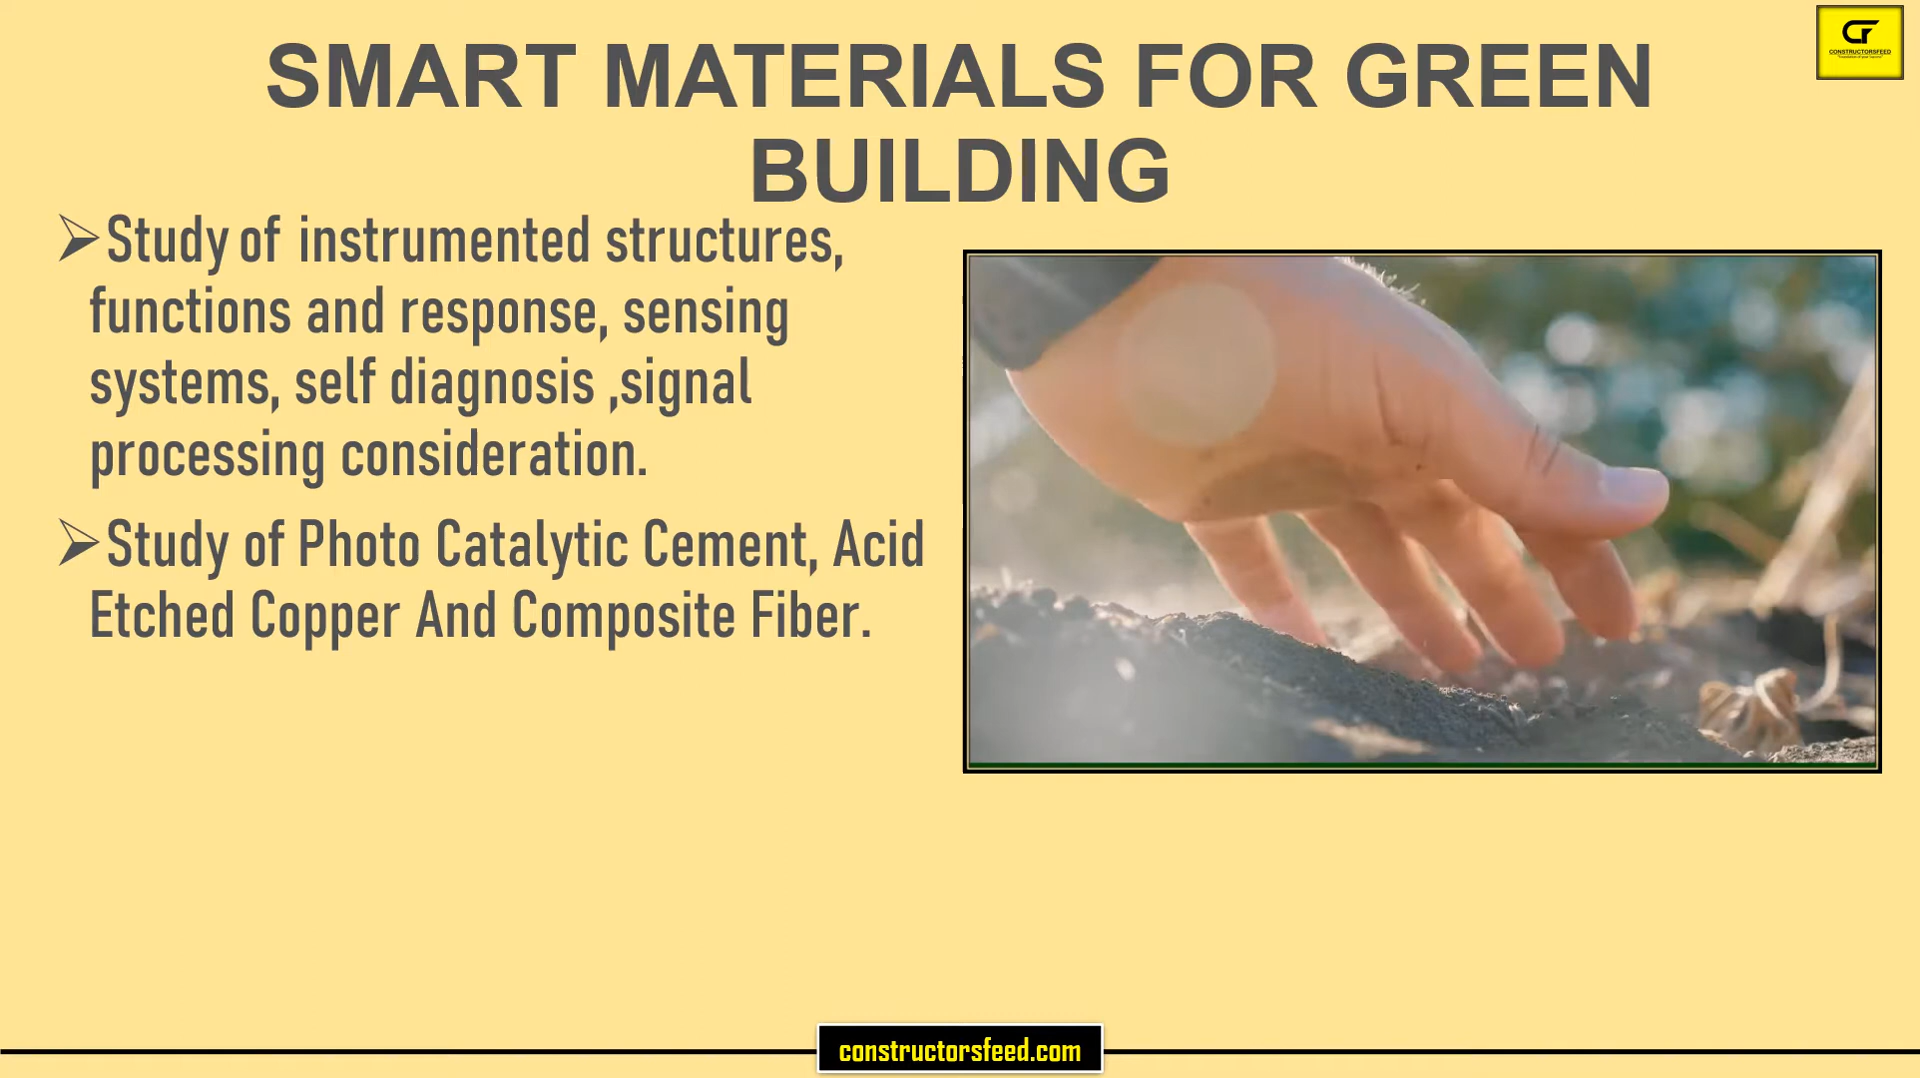 SMART MATERIALS FOR GREEN
BUILDING
CONSTRUCTORSFEED
➢Study of instrumented structures,
functions and response, sensing
systems, self diagnosis ,signal
processing consideration.
➢Study of Photo Catalytic Cement, Acid
Etched Copper And Composite Fiber.
constructorsfeed.com